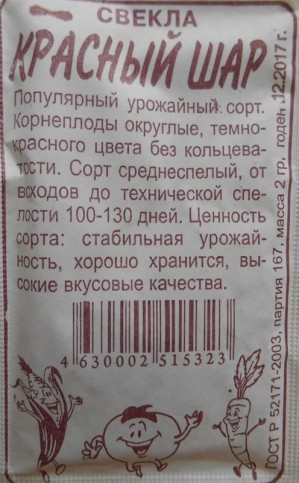 СВЕКЛА
КРАСНЫЙ ШАР
Популярный урожайный сорт.
Корнеплоды округлые, темно-
красного цвета без кольцева-
тости. Сорт среднеспелый, от
всходов до технической спе-
лости 100-130 дней. Ценность
сорта: стабильная урожай-
ность, хорошо хранится, вы-
сокие вкусовые качества.
4 630002 515323
ГОСТ Р 52171-2003, партия 167, масса 2 гр, годен 12.2017 г.